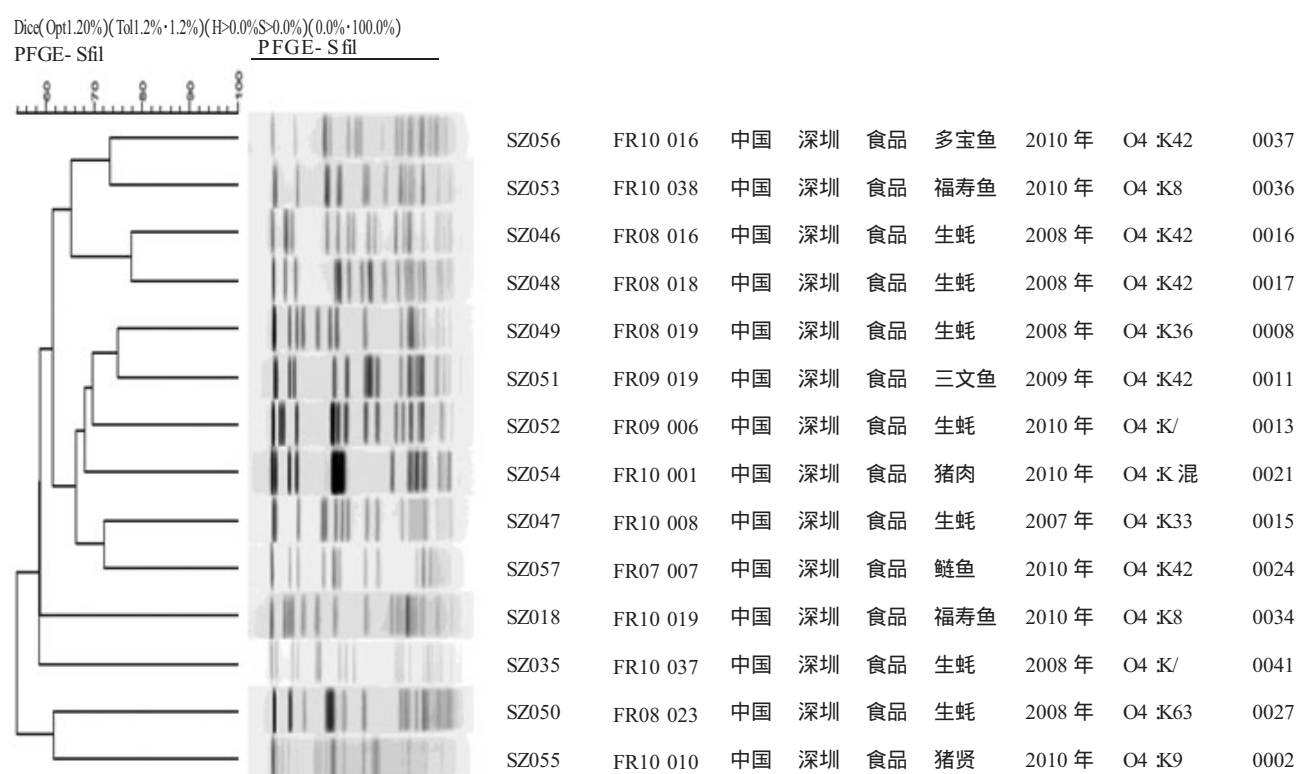 Dice(Opt1.20%)(Tol1.2%·1.2%)(H>0.0%S>0.0%)(0.0%·100.0%)
PFGE- Sfil
PFGE- Sfil
60 70 80 90 100
SZ056 FR10 016 中国 深圳 食品 多宝鱼 2010 年 O4 :K42 0037
SZ053 FR10 038 中国 深圳 食品 福寿鱼 2010 年 O4 :K8 0036
SZ046 FR08 016 中国 深圳 食品 生蚝 2008 年 O4 :K42 0016
SZ048 FR08 018 中国 深圳 食品 生蚝 2008 年 O4 :K42 0017
SZ049 FR08 019 中国 深圳 食品 生蚝 2008 年 O4 :K36 0008
SZ051 FR09 019 中国 深圳 食品 三文鱼 2009 年 O4 :K42 0011
SZ052 FR09 006 中国 深圳 食品 生蚝 2010 年 O4 :K/ 0013
SZ054 FR10 001 中国 深圳 食品 猪肉 2010 年 O4 :K 混 0021
SZ047 FR10 008 中国 深圳 食品 生蚝 2007 年 O4 :K33 0015
SZ057 FR07 007 中国 深圳 食品 鲢鱼 2010 年 O4 :K42 0024
SZ018 FR10 019 中国 深圳 食品 福寿鱼 2010 年 O4 :K8 0034
SZ035 FR10 037 中国 深圳 食品 生蚝 2008 年 O4 :K/ 0041
SZ050 FR08 023 中国 深圳 食品 生蚝 2008 年 O4 :K63 0027
SZ055 FR10 010 中国 深圳 食品 猪贤 2010 年 O4 :K9 0002